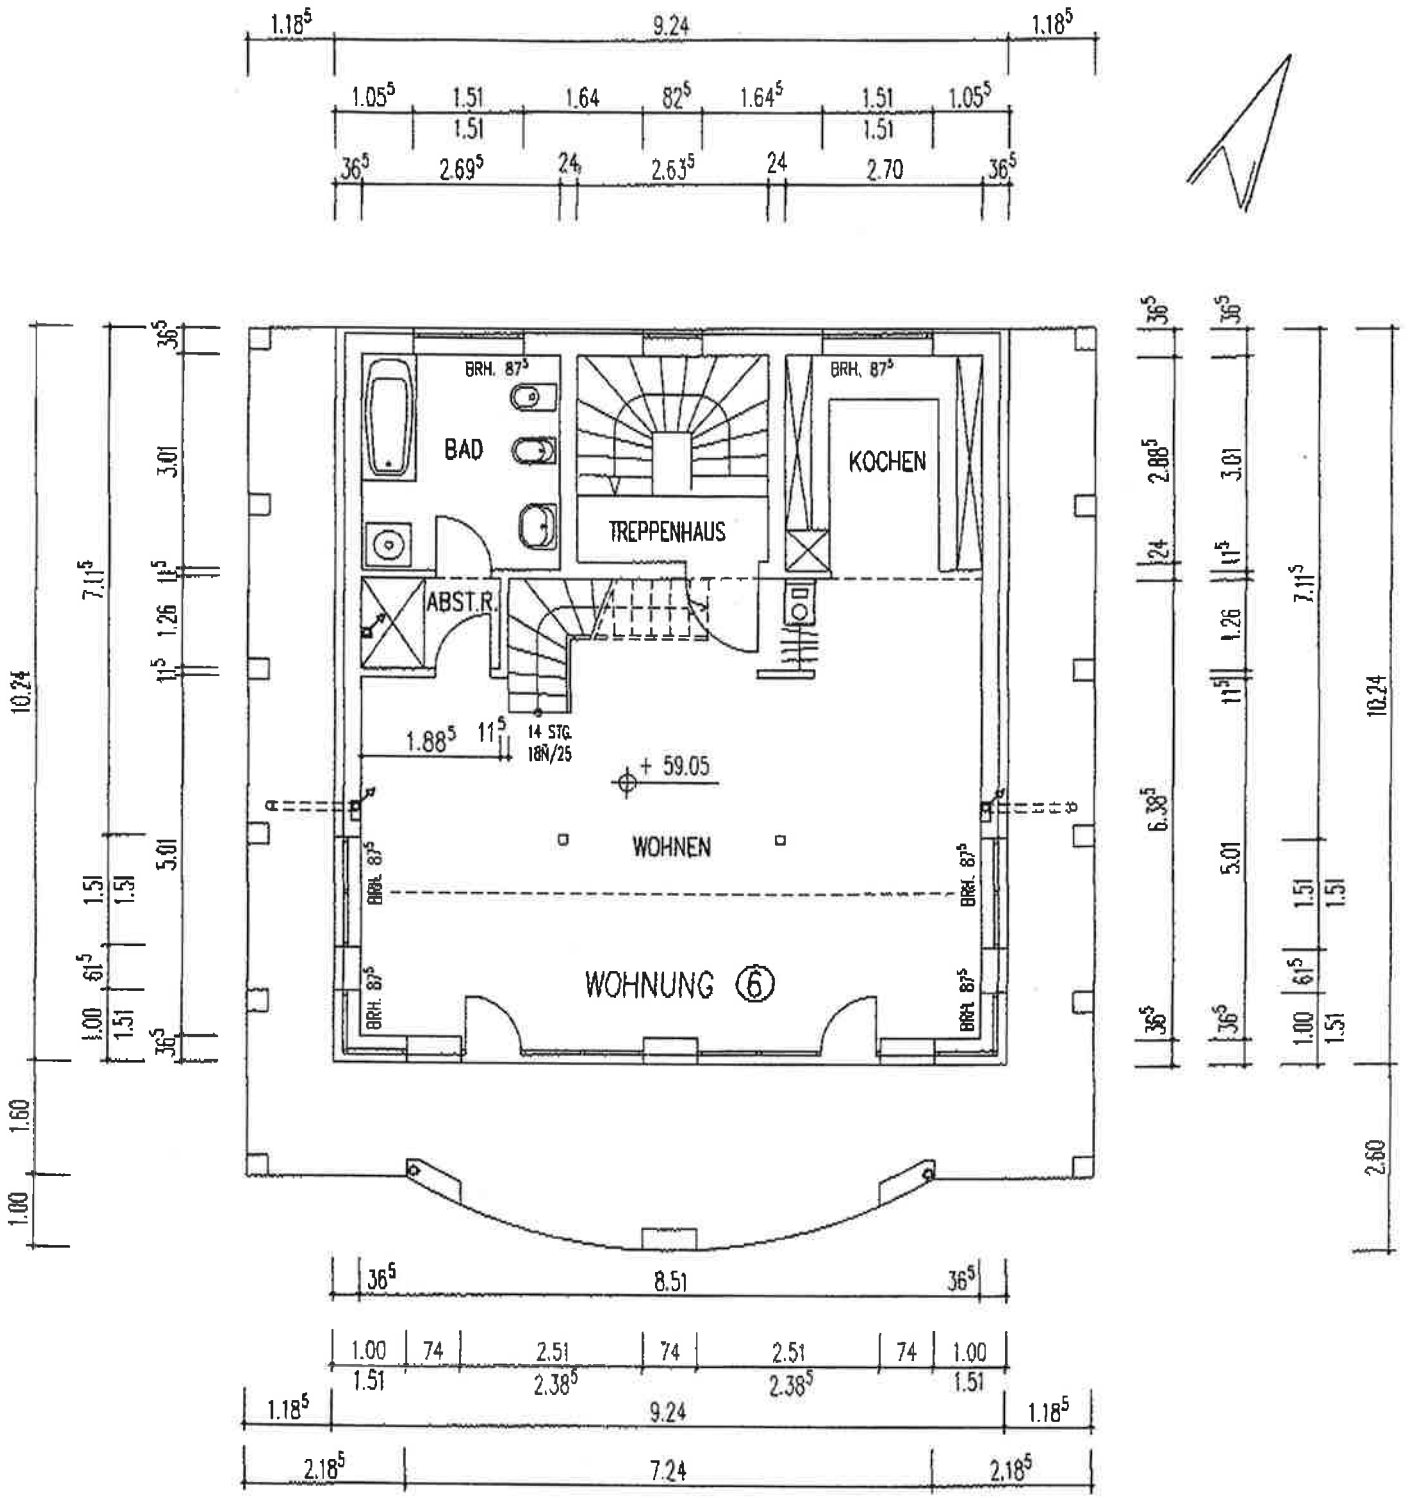 1.18⁵ 9.24 1.18⁵
1.05⁵ 1.51 1.64 82⁵ 1.64⁵ 1.51 1.05⁵
1.51 1.51
36⁵ 2.69⁵ 24 2.63⁵ 24 2.70 36⁵
36⁵
3.01
11⁵
1.26
11⁵
5.01
36⁵
7.11⁵
1.51
1.51
61⁵
1.00
1.51
10.24
1.60
1.00
BRH. 87⁵
BRH. 87⁵
BAD
KOCHEN
TREPPENHAUS
ABST.R.
1.88⁵ 11⁵
14 STG.
18N/25
+ 59.05
WOHNEN
BRH. 87⁵
BRH. 87⁵
WOHNUNG 6
BRH. 87⁵
BRH. 87⁵
36⁵
2.88⁵
24
6.38⁵
36⁵
36⁵
3.01
11⁵
1.26
11⁵
5.01
36⁵
7.11⁵
1.51
1.51
61⁵
1.00
1.51
10.24
2.60
36⁵ 8.51 36⁵
1.00 74 2.51 74 2.51 74 1.00
1.51 2.38⁵ 2.38⁵ 1.51
1.18⁵ 9.24 1.18⁵
2.18⁵ 7.24 2.18⁵